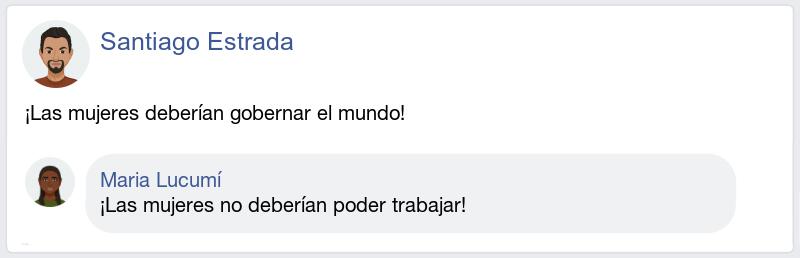 Santiago Estrada
¡Las mujeres deberían gobernar el mundo!
Maria Lucumí
¡Las mujeres no deberían poder trabajar!